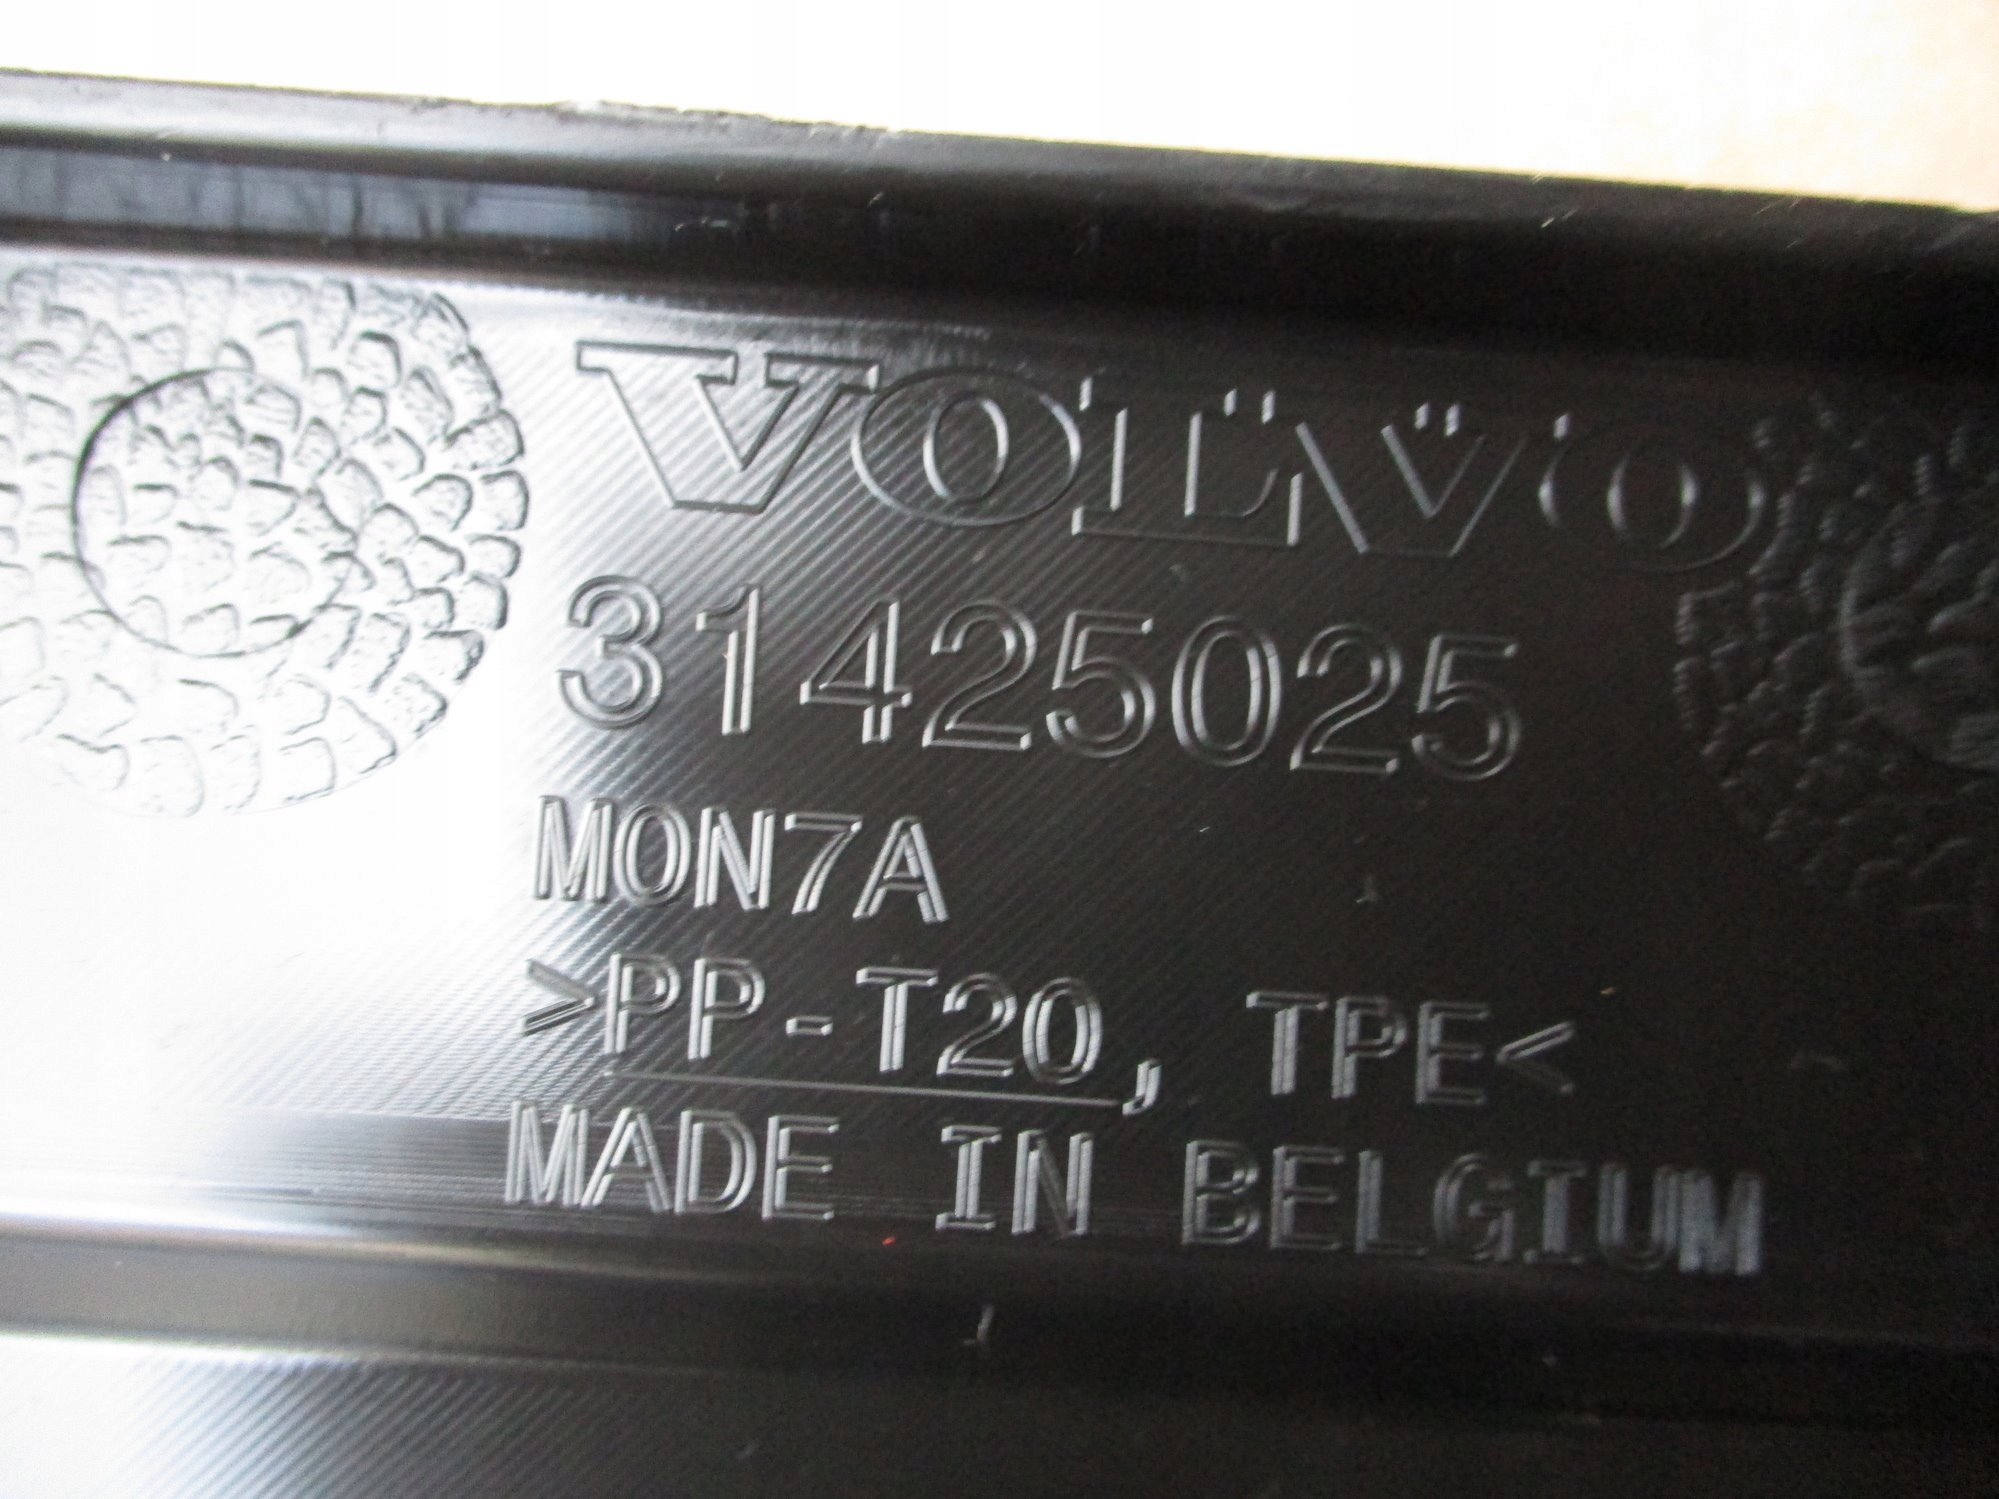 VOLVO
31425025
MON7A
>PP-T20, TPE<
MADE IN BELGIUM